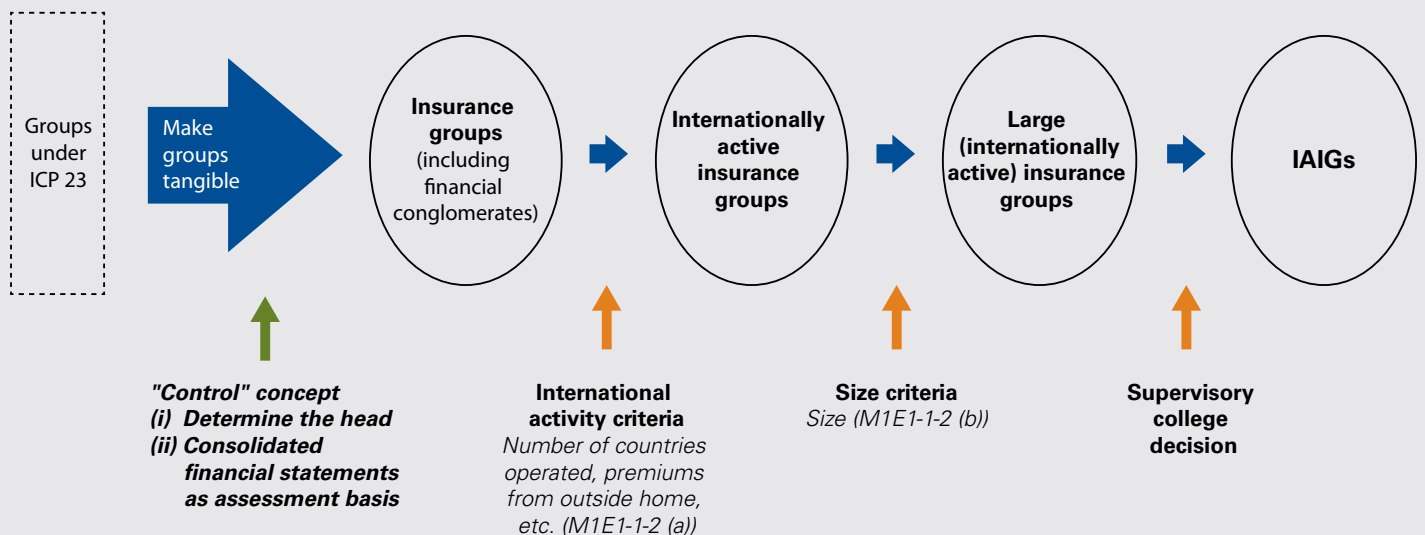 Groups
under
ICP 23
Make
groups
tangible
Insurance
groups
(including
financial
conglomerates)
Internationally
active
insurance
groups
Large
(internationally
active) insurance
groups
IAIGs
"Control" concept
(i) Determine the head
(ii) Consolidated
financial statements
as assessment basis
International
activity criteria
Number of countries
operated, premiums
from outside home,
etc. (M1E1-1-2 (a))
Size criteria
Size (M1E1-1-2 (b))
Supervisory
college
decision